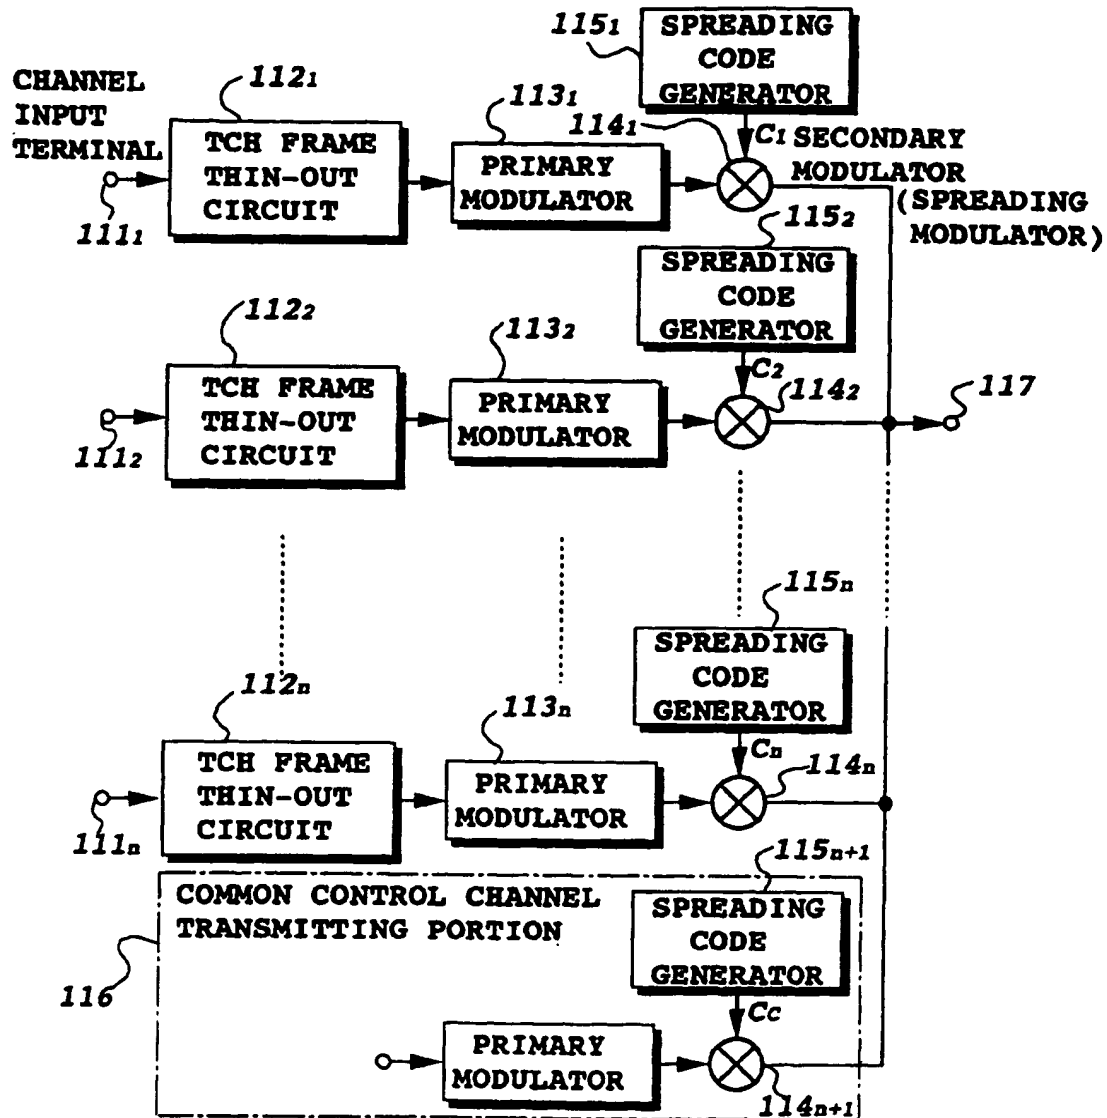 115₁
SPREADING
CODE
GENERATOR
CHANNEL
INPUT
TERMINAL
112₁
113₁
114₁
C₁
SECONDARY
MODULATOR
(SPREADING
MODULATOR)
TCH FRAME
THIN-OUT
CIRCUIT
PRIMARY
MODULATOR
111₁
115₂
SPREADING
CODE
GENERATOR
112₂
113₂
C₂
114₂
117
TCH FRAME
THIN-OUT
CIRCUIT
PRIMARY
MODULATOR
111₂
115n
SPREADING
CODE
GENERATOR
112n
113n
Cn
114n
TCH FRAME
THIN-OUT
CIRCUIT
PRIMARY
MODULATOR
111n
115n+1
COMMON CONTROL CHANNEL
TRANSMITTING PORTION
SPREADING
CODE
GENERATOR
116
Cc
PRIMARY
MODULATOR
114n+1